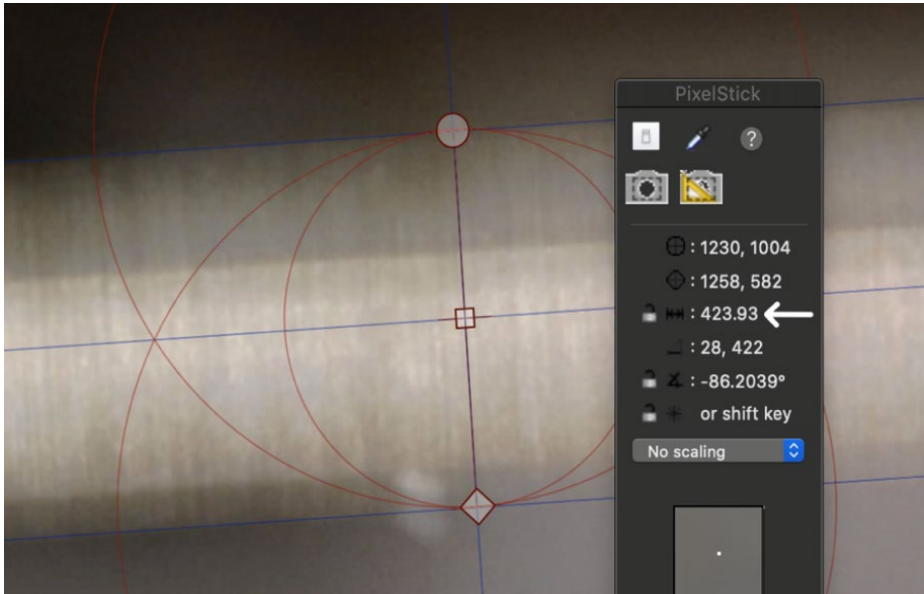 PixelStick
?
: 1230, 1004
: 1258, 582
: 423.93
: 28, 422
: -86.2039°
: or shift key
No scaling